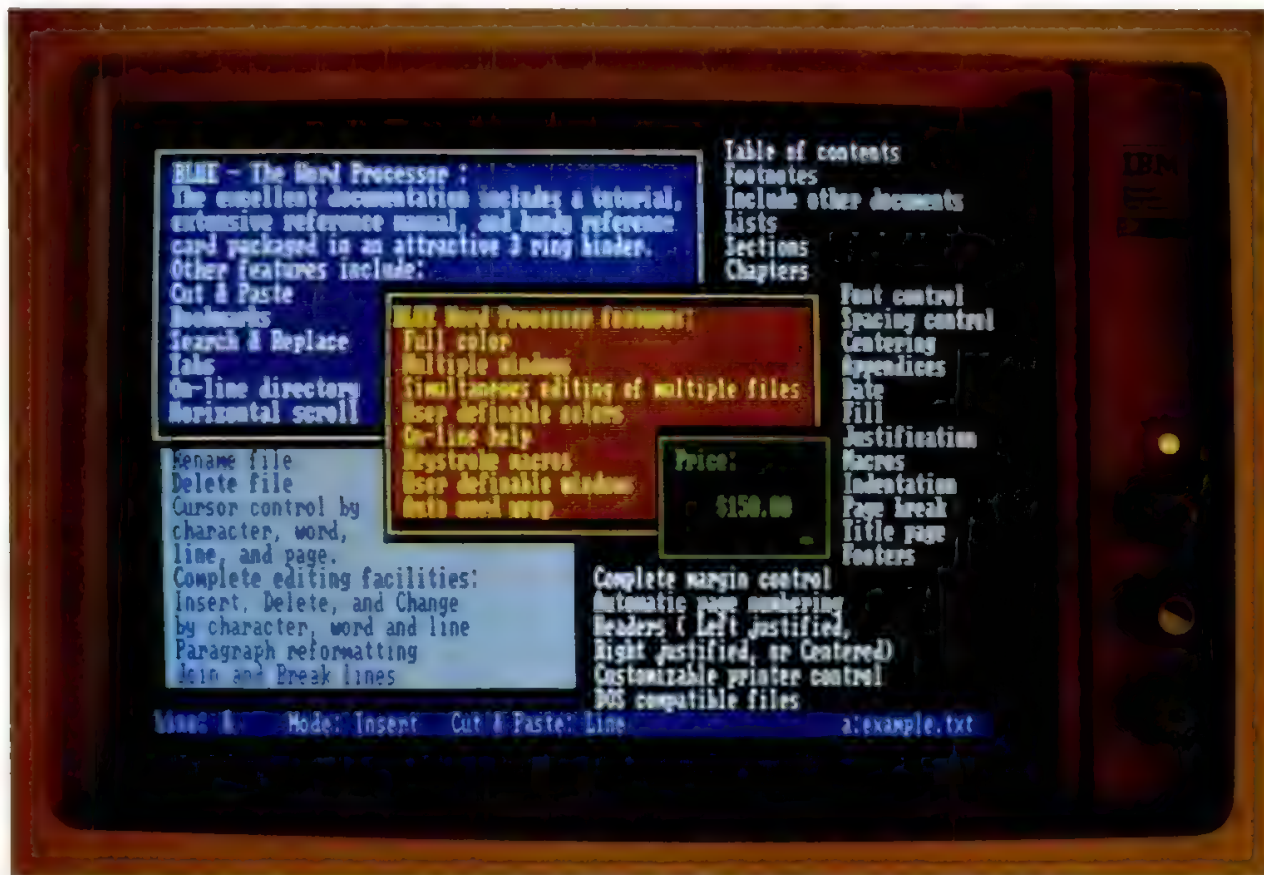 BLUE - The Word Processor :
The excellent documentation includes a tutorial,
extensive reference manual, and handy reference
card packaged in an attractive 3 ring binder.
Other features include:
Cut & Paste
Bookmarks
Search & Replace
Tabs
On-line directory
Horizontal scroll
BLUE Word Processor features:
Full color
Multiple windows
Simultaneous editing of multiple files
User definable colors
On-line help
Keystroke macros
User definable windows
Auto word wrap
Price:
$150.00
Rename file
Delete file
Cursor control by
character, word,
line, and page.
Complete editing facilities:
Insert, Delete, and Change
by character, word and line
Paragraph reformatting
Join and Break lines
Table of contents
Footnotes
Include other documents
Lists
Sections
Chapters
Font control
Spacing control
Centering
Appendices
Date
Fill
Justification
Macros
Indentation
Page break
Title page
Footers
Complete margin control
Automatic page numbering
Headers ( Left justified,
Right justified, or Centered)
Customizable printer control
DOS compatible files
Mode: Insert Cut & Paste: Line a:example.txt
IBM